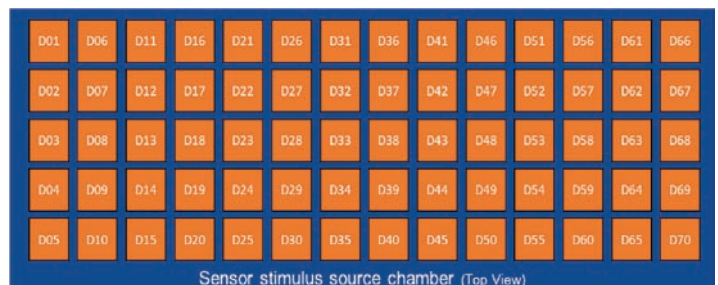 D01 D06 D11 D16 D21 D26 D31 D36 D41 D46 D51 D56 D61 D66
D02 D07 D12 D17 D22 D27 D32 D37 D42 D47 D52 D57 D62 D67
D03 D08 D13 D18 D23 D28 D33 D38 D43 D48 D53 D58 D63 D68
D04 D09 D14 D19 D24 D29 D34 D39 D44 D49 D54 D59 D64 D69
D05 D10 D15 D20 D25 D30 D35 D40 D45 D50 D55 D60 D65 D70
Sensor stimulus source chamber (Top View)